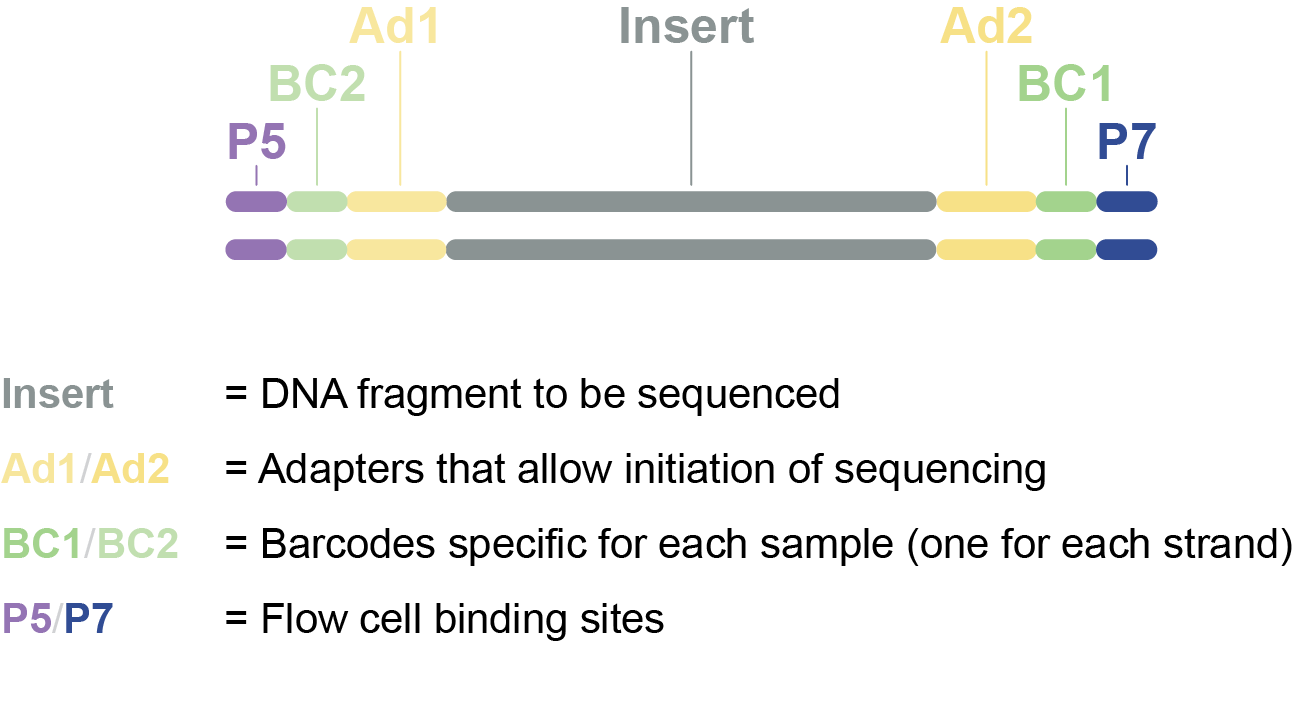 Ad1 Insert Ad2
BC2 BC1
P5 P7
Insert = DNA fragment to be sequenced
Ad1/Ad2 = Adapters that allow initiation of sequencing
BC1/BC2 = Barcodes specific for each sample (one for each strand)
P5/P7 = Flow cell binding sites